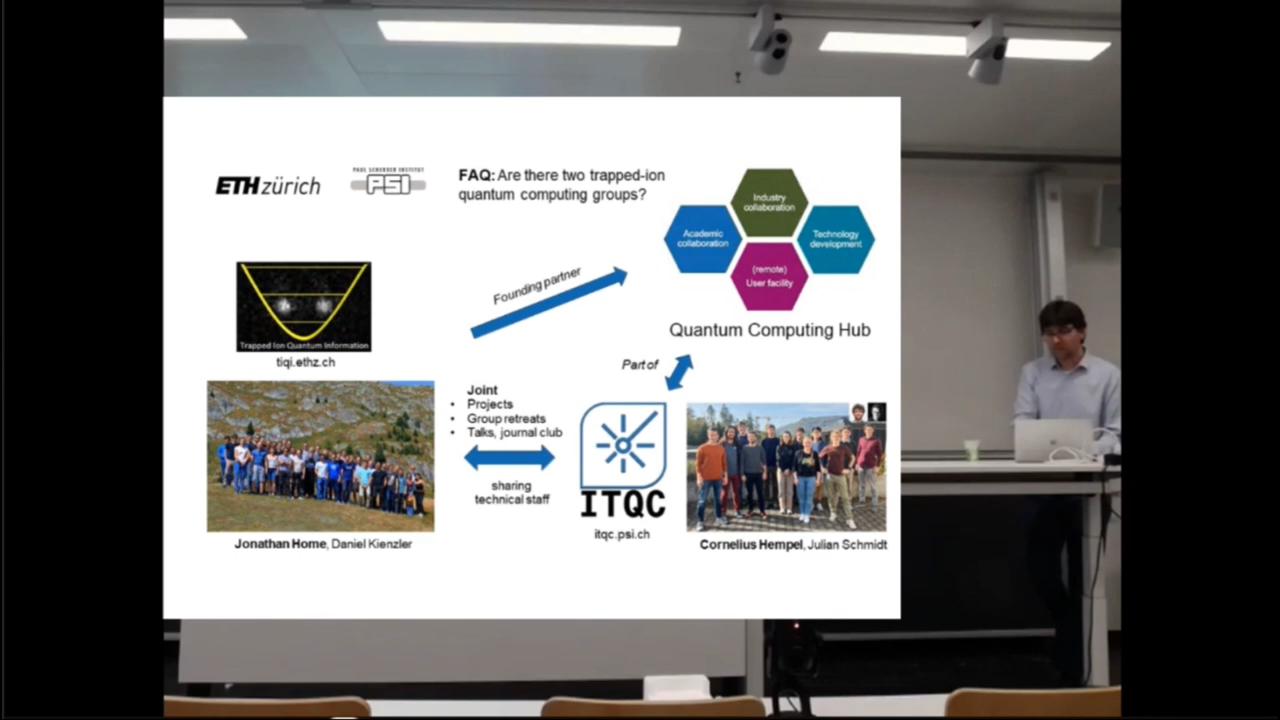 ETH zürich
PAUL SCHERRER INSTITUT
PSI
FAQ: Are there two trapped-ion
quantum computing groups?
Industry
collaboration
Academic
collaboration
Technology
development
(remote)
User facility
Quantum Computing Hub
Founding partner
Trapped Ion Quantum Information
tiqi.ethz.ch
Part of
Joint
• Projects
• Group retreats
• Talks, journal club
sharing
technical staff
ITQC
itqc.psi.ch
Jonathan Home, Daniel Kienzler
Cornelius Hempel, Julian Schmidt